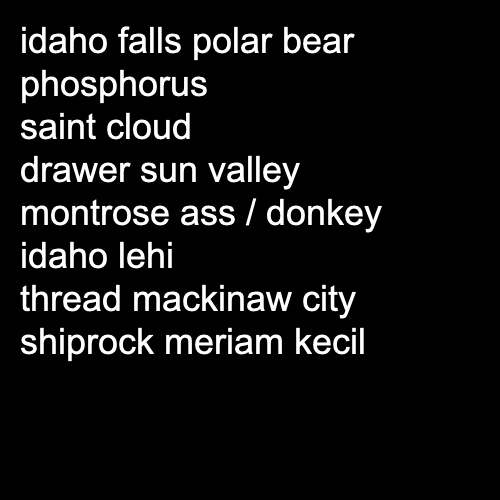 idaho falls polar bear
phosphorus
saint cloud
drawer sun valley
montrose ass / donkey
idaho lehi
thread mackinaw city
shiprock meriam kecil